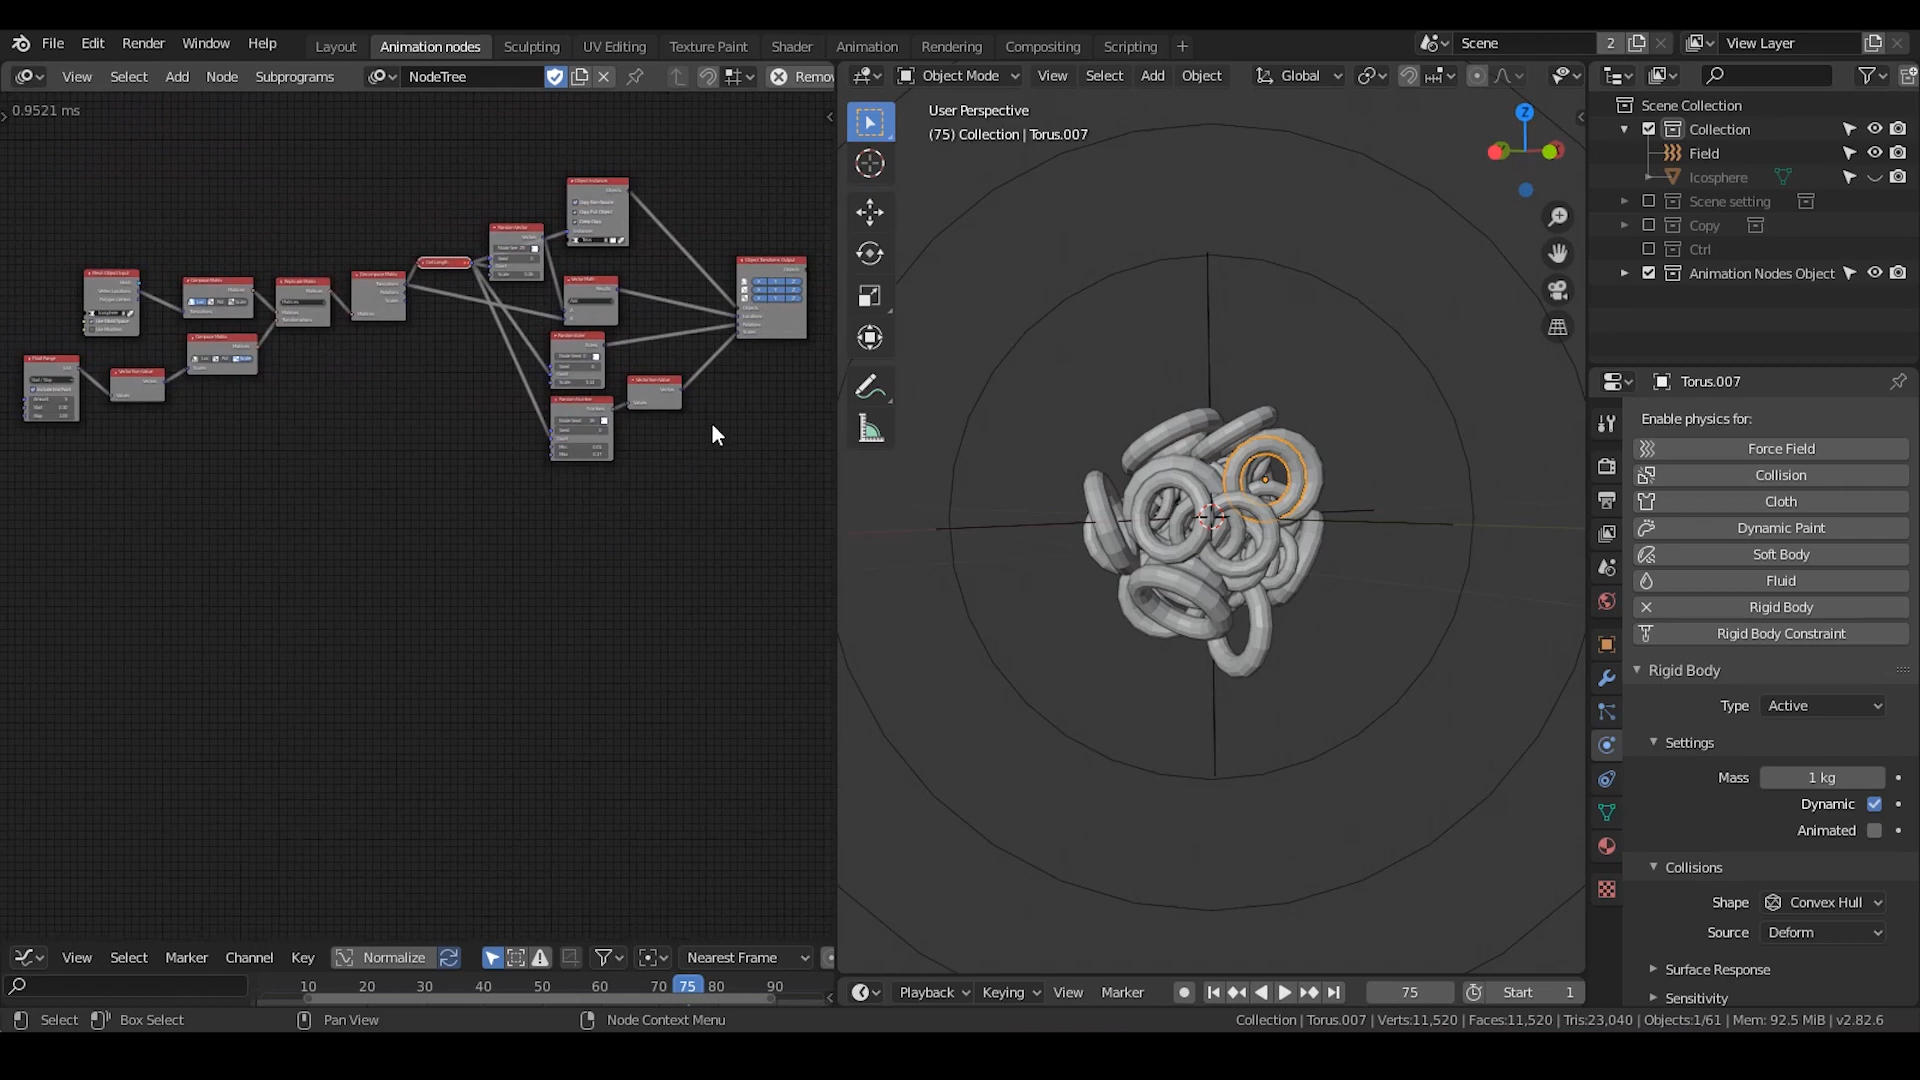 File Edit Render Window Help Layout Animation nodes Sculpting UV Editing Texture Paint Shader Animation Rendering Compositing Scripting Scene 2 View Layer
View Select Add Node Subprograms NodeTree Remov Object Mode View Select Add Object Global
0.9521 ms
User Perspective
(75) Collection | Torus.007
Z
Scene Collection
Collection
Field
Icosphere
Scene setting
Copy
Ctrl
Animation Nodes Object
Torus.007
Enable physics for:
Force Field
Collision
Cloth
Dynamic Paint
Soft Body
Fluid
Rigid Body
Rigid Body Constraint
Rigid Body
Type Active
Settings
Mass 1 kg
Dynamic
Animated
Collisions
Shape Convex Hull
Source Deform
Surface Response
Sensitivity
View Select Marker Channel Key Normalize Nearest Frame
10 20 30 40 50 60 70 75 80 90
Playback Keying View Marker 75 Start 1
Select Box Select Pan View Node Context Menu
Collection | Torus.007 | Verts:11,520 | Faces:11,520 | Tris:23,040 | Objects:1/61 | Mem: 92.5 MiB | v2.82.6